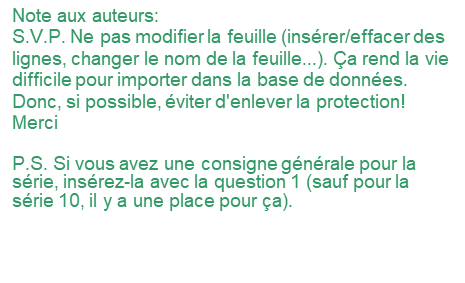 Note aux auteurs:
S.V.P. Ne pas modifier la feuille (insérer/effacer des
lignes, changer le nom de la feuille...). Ça rend la vie
difficile pour importer dans la base de données.
Donc, si possible, éviter d'enlever la protection!
Merci
P.S. Si vous avez une consigne générale pour la
série, insérez-la avec la question 1 (sauf pour la
série 10, il y a une place pour ça).